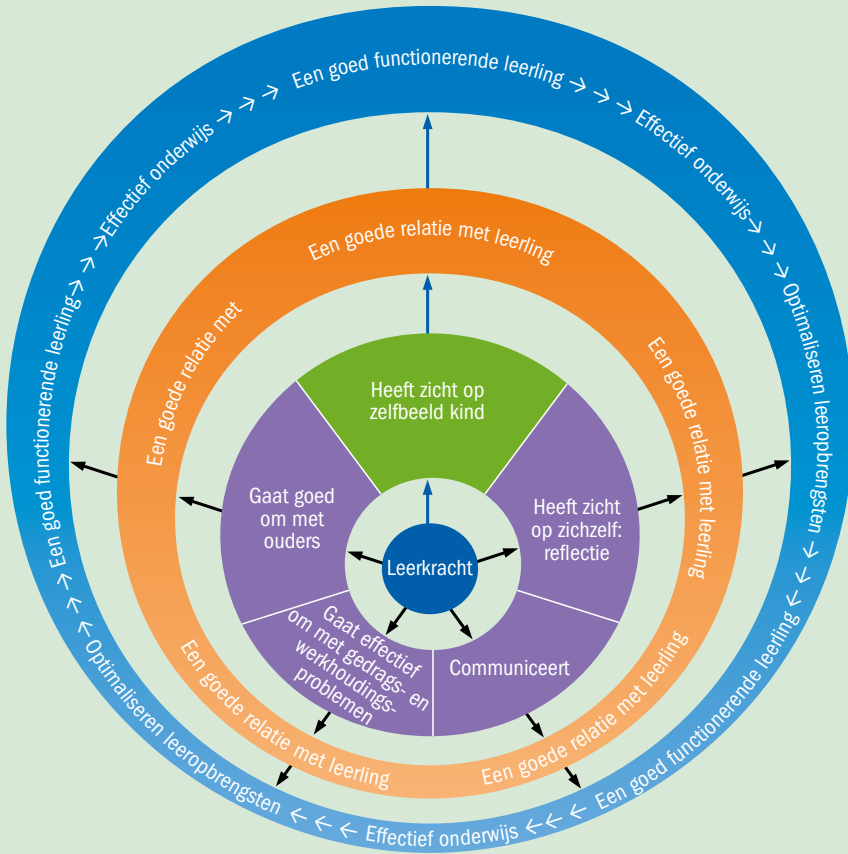 Een goed functionerende leerling
Effectief onderwijs
Optimaliseren leeropbrengsten
Een goed functionerende leerling
Effectief onderwijs
Optimaliseren leeropbrengsten
Een goed functionerende leerling
Effectief onderwijs
Een goede relatie met leerling
Een goede relatie met leerling
Een goede relatie met leerling
Een goede relatie met leerling
Een goede relatie met
Heeft zicht op
zelfbeeld kind
Heeft zicht
op zichzelf:
reflectie
Communiceert
Gaat effectief
om met gedrags- en
werkhoudings-
problemen
Gaat goed
om met
ouders
Leerkracht